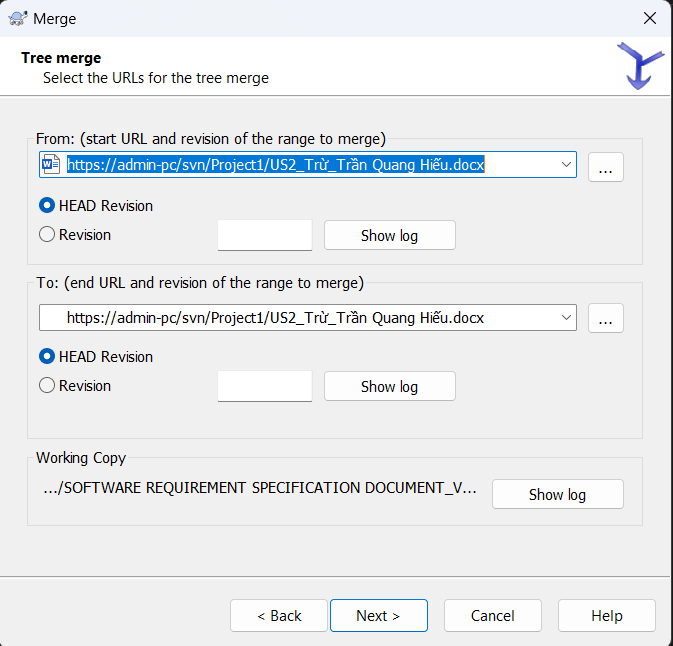 Merge
Tree merge
Select the URLs for the tree merge
From: (start URL and revision of the range to merge)
https://admin-pc/svn/Project1/US2_Trừ_Trần Quang Hiếu.docx
...
HEAD Revision
Revision
Show log
To: (end URL and revision of the range to merge)
https://admin-pc/svn/Project1/US2_Trừ_Trần Quang Hiếu.docx
...
HEAD Revision
Revision
Show log
Working Copy
.../SOFTWARE REQUIREMENT SPECIFICATION DOCUMENT_V...
Show log
< Back
Next >
Cancel
Help